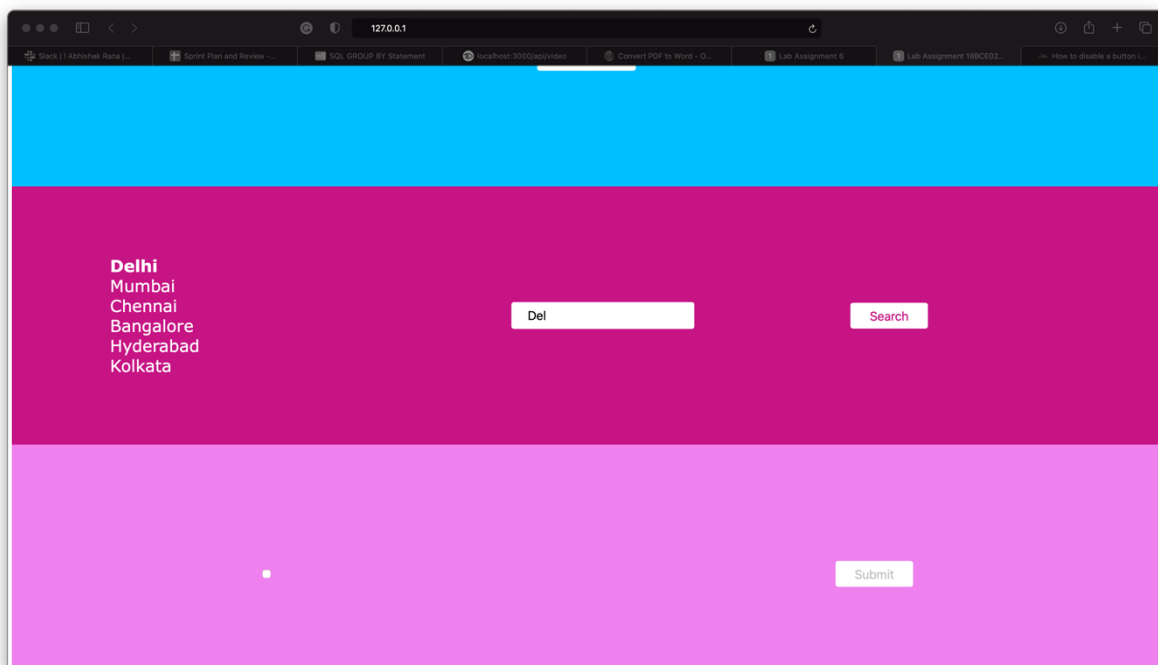 127.0.0.1
Slack | ! Abhishek Rana |...
Sprint Plan and Review -...
SQL GROUP BY Statement
localhost:3000/api/video
Convert PDF to Word - O...
1 Lab Assignment 6
1 Lab Assignment 18BCE02...
How to disable a button i...
Delhi
Mumbai
Chennai
Bangalore
Hyderabad
Kolkata
Del
Search
Submit